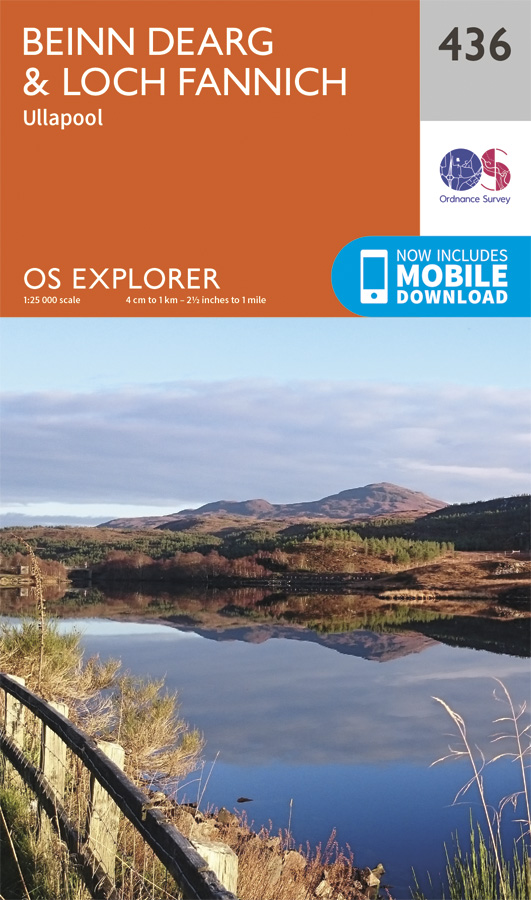 BEINN DEARG
& LOCH FANNICH
Ullapool
436
OS
Ordnance Survey
OS EXPLORER
1:25 000 scale 4 cm to 1 km – 2½ inches to 1 mile
NOW INCLUDES
MOBILE
DOWNLOAD